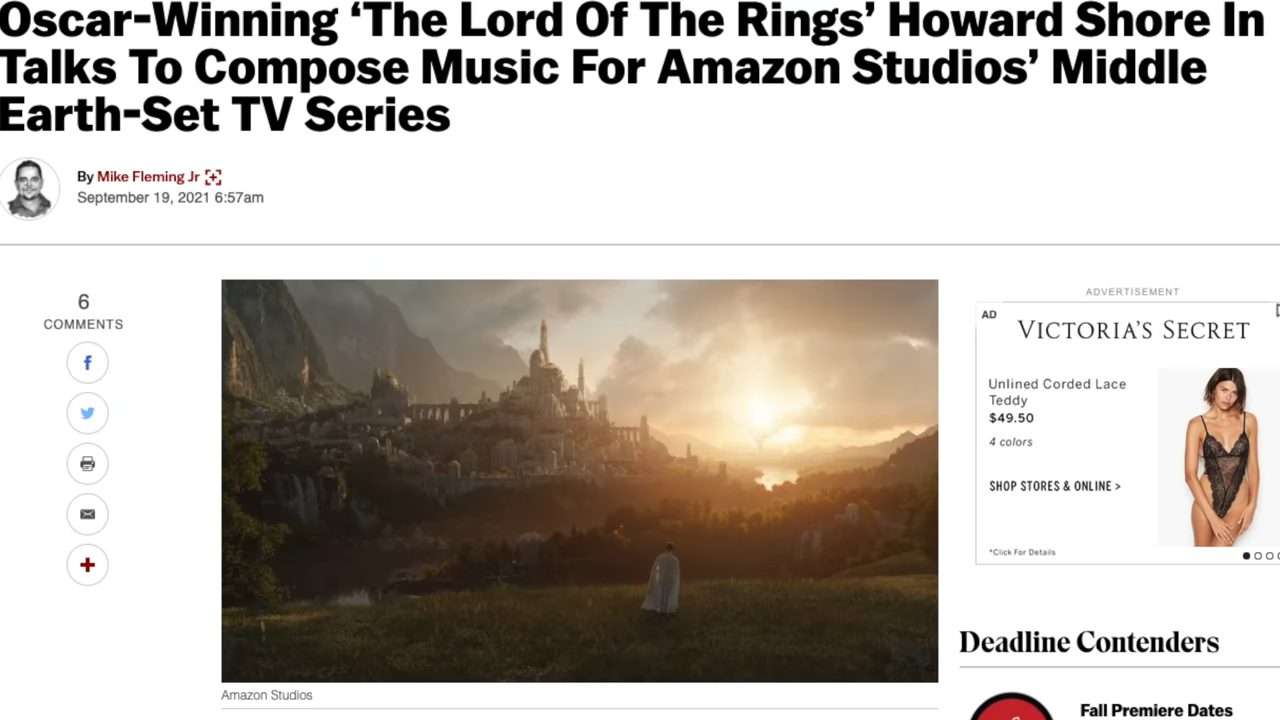 Oscar-Winning ‘The Lord Of The Rings’ Howard Shore In
Talks To Compose Music For Amazon Studios’ Middle
Earth-Set TV Series
By Mike Fleming Jr
September 19, 2021 6:57am
6
COMMENTS
Amazon Studios
ADVERTISEMENT
AD
VICTORIA’S SECRET
Unlined Corded Lace
Teddy
$49.50
4 colors
SHOP STORES & ONLINE >
*Click For Details
Deadline Contenders
Fall Premiere Dates